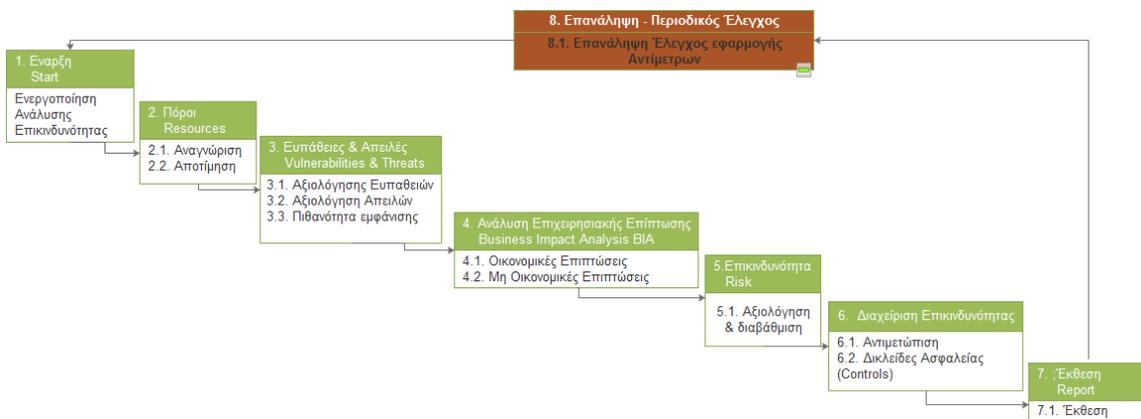 8. Επανάληψη - Περιοδικός Έλεγχος
8.1. Επανάληψη Έλεγχος εφαρμογής
Αντίμετρων
1. Εναρξη
Start
Ενεργοποίηση
Ανάλυσης
Επικινδυνότητας
2. Πόροι
Resources
2.1. Αναγνώριση
2.2. Αποτίμηση
3. Ευπάθειες & Απειλές
Vulnerabilities & Threats
3.1. Αξιολόγησης Ευπαθειών
3.2. Αξιολόγηση Απειλών
3.3. Πιθανότητα εμφάνισης
4. Ανάλυση Επιχειρησιακής Επίπτωσης
Business Impact Analysis BIA
4.1. Οικονομικές Επιπτώσεις
4.2. Μη Οικονομικές Επιπτώσεις
5.Επικινδυνότητα
Risk
5.1. Αξιολόγηση
& διαβάθμιση
6. Διαχείριση Επικινδυνότητας
6.1. Αντιμετώπιση
6.2. Δικλείδες Ασφαλείας
(Controls)
7. ;Έκθεση
Report
7.1. Έκθεση